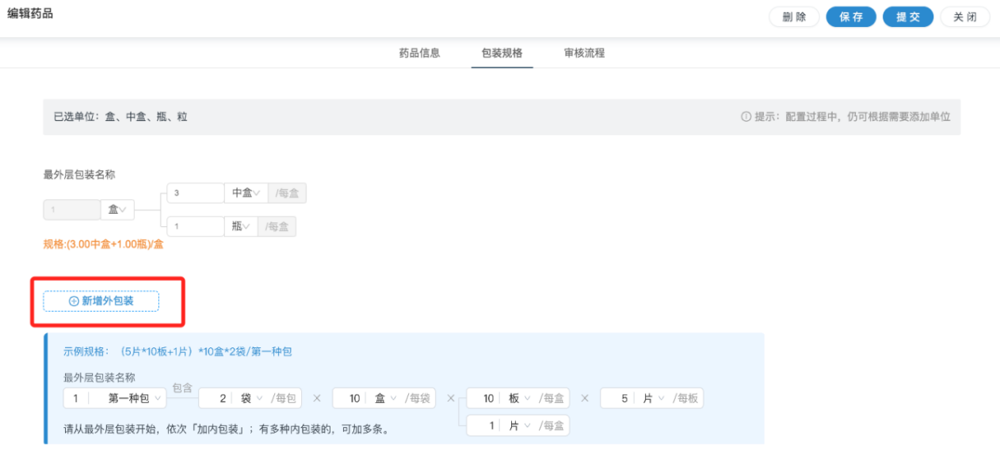 编辑药品
删 除 保 存 提 交 关 闭
药品信息 包装规格 审核流程
已选单位：盒、中盒、瓶、粒 提示：配置过程中，仍可根据需要添加单位
最外层包装名称
3 中盒 /每盒
1 盒
1 瓶 /每盒
规格:(3.00中盒+1.00瓶)/盒
新增外包装
示例规格：（5片*10板+1片）*10盒*2袋/第一种包
最外层包装名称
1 第一种包 包含 2 袋 /每包 × 10 盒 /每袋 × 10 板 /每盒 × 5 片 /每板
1 片 /每盒
请从最外层包装开始，依次「加内包装」；有多种内包装的，可加多条。